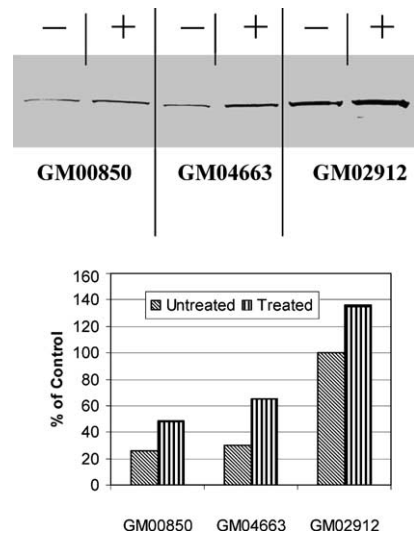 − + − + − +
GM00850 GM04663 GM02912
160
140
120
100
80
60
40
20
0
% of Control
Untreated Treated
GM00850 GM04663 GM02912